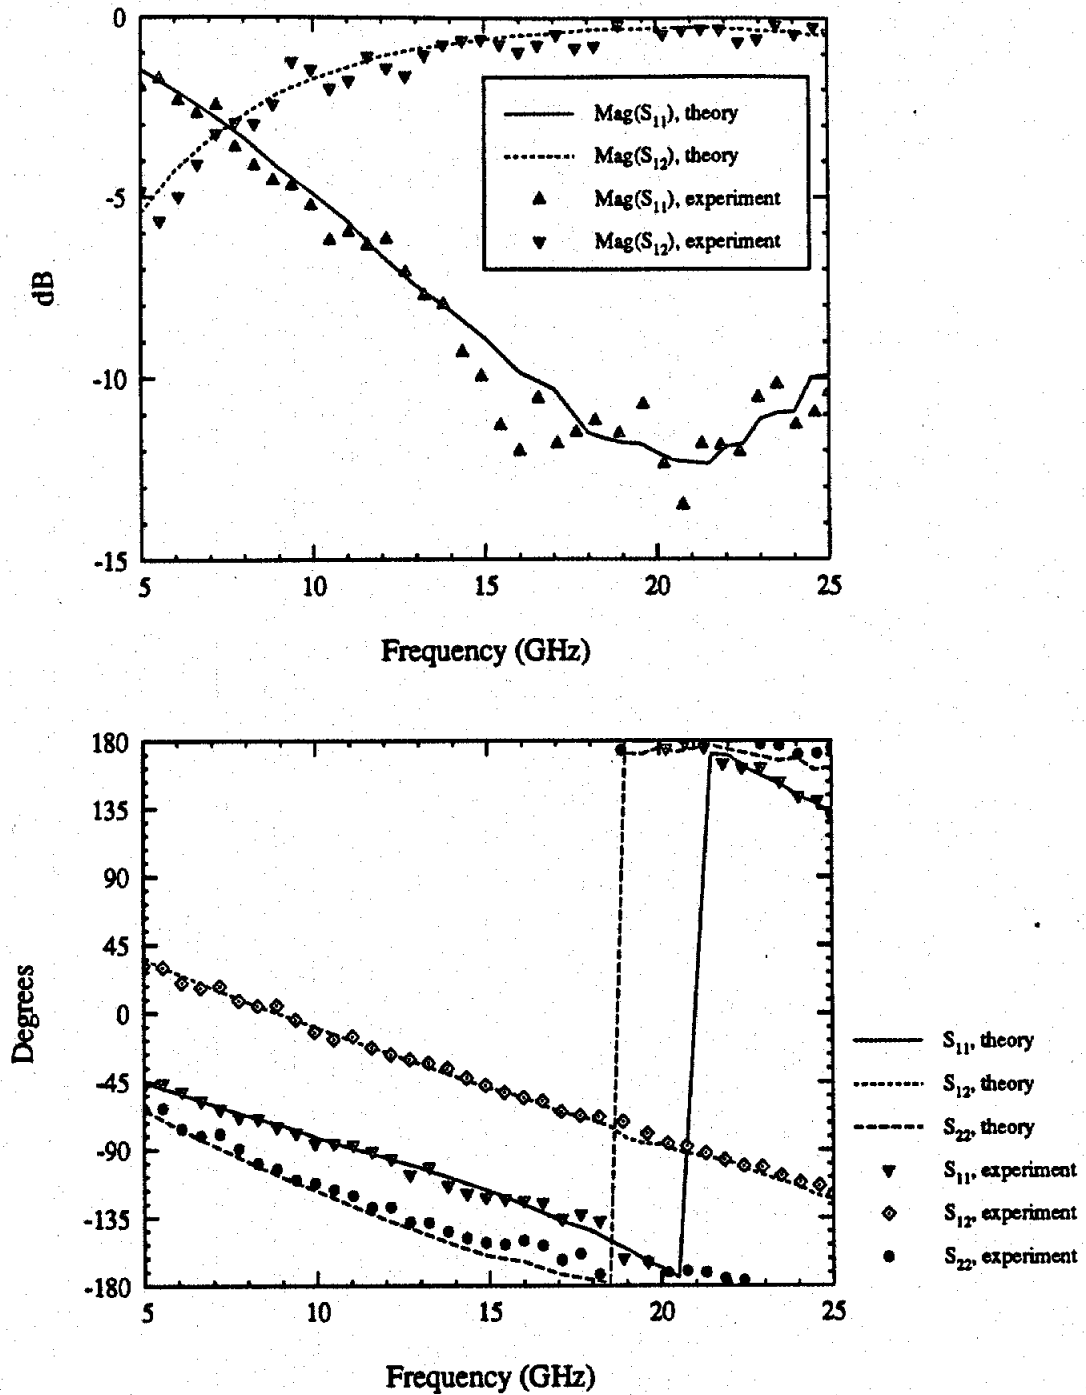 0
-5
-10
-15
dB
5
10
15
20
25
Frequency (GHz)
Mag(S11), theory
Mag(S12), theory
Mag(S11), experiment
Mag(S12), experiment
180
135
90
45
0
-45
-90
-135
-180
Degrees
5
10
15
20
25
Frequency (GHz)
S11, theory
S12, theory
S22, theory
S11, experiment
S12, experiment
S22, experiment